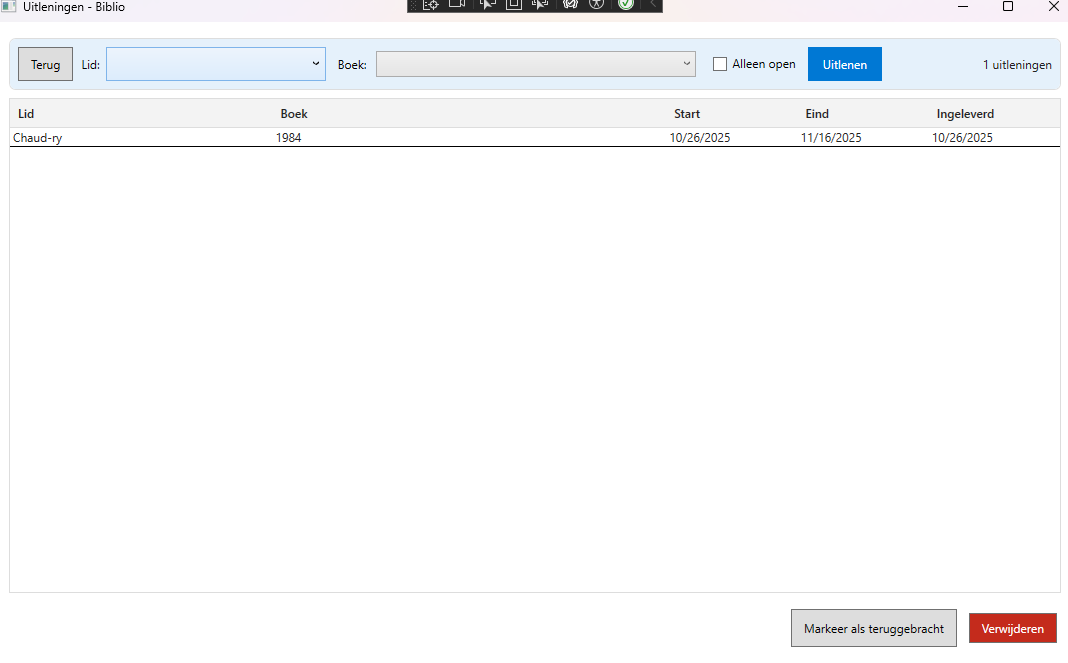 Uitleningen - Biblio
Terug Lid: Boek: Alleen open Uitlenen 1 uitleningen
Lid Boek Start Eind Ingeleverd
Chaud-ry 1984 10/26/2025 11/16/2025 10/26/2025
Markeer als teruggebracht Verwijderen